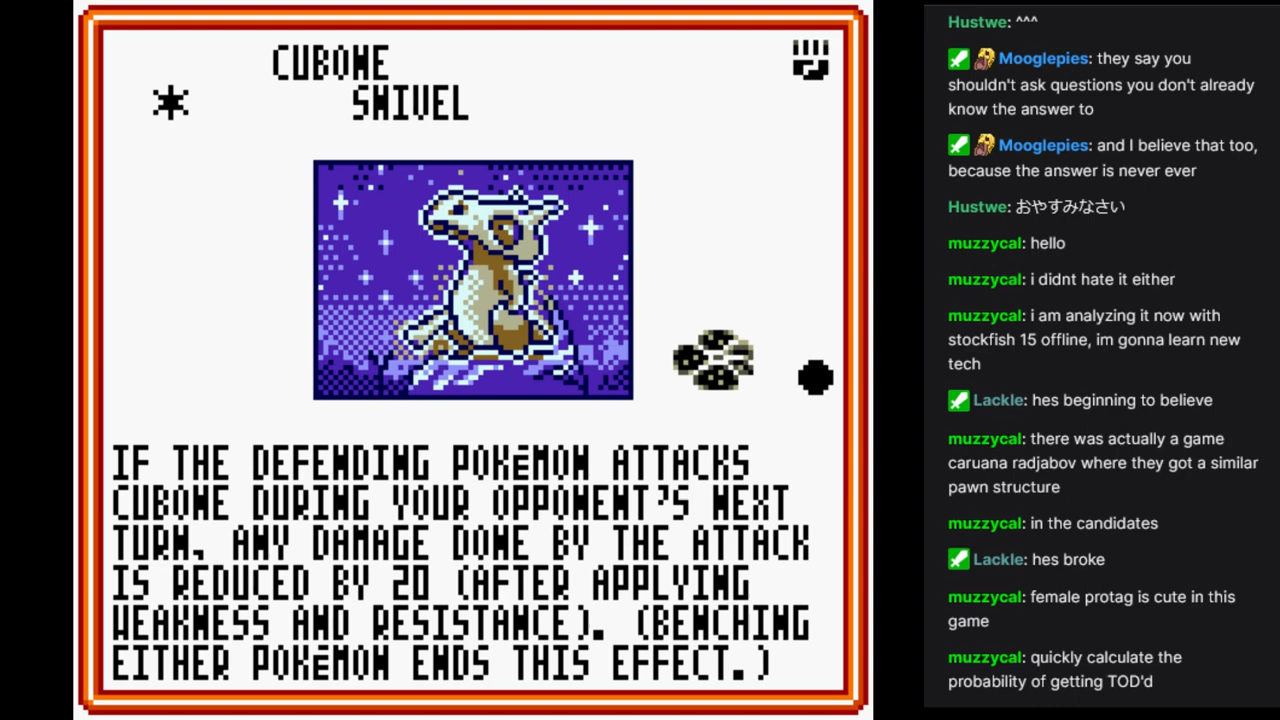 CUBONE
SNIVEL
IF THE DEFENDING POKéMON ATTACKS
CUBONE DURING YOUR OPPONENT'S NEXT
TURN, ANY DAMAGE DONE BY THE ATTACK
IS REDUCED BY 20 (AFTER APPLYING
WEAKNESS AND RESISTANCE). (BENCHING
EITHER POKéMON ENDS THIS EFFECT.)
Hustwe: ^^^
Mooglepies: they say you
shouldn't ask questions you don't already
know the answer to
Mooglepies: and I believe that too,
because the answer is never ever
Hustwe: おやすみなさい
muzzycal: hello
muzzycal: i didnt hate it either
muzzycal: i am analyzing it now with
stockfish 15 offline, im gonna learn new
tech
Lackle: hes beginning to believe
muzzycal: there was actually a game
caruana radjabov where they got a similar
pawn structure
muzzycal: in the candidates
Lackle: hes broke
muzzycal: female protag is cute in this
game
muzzycal: quickly calculate the
probability of getting TOD'd